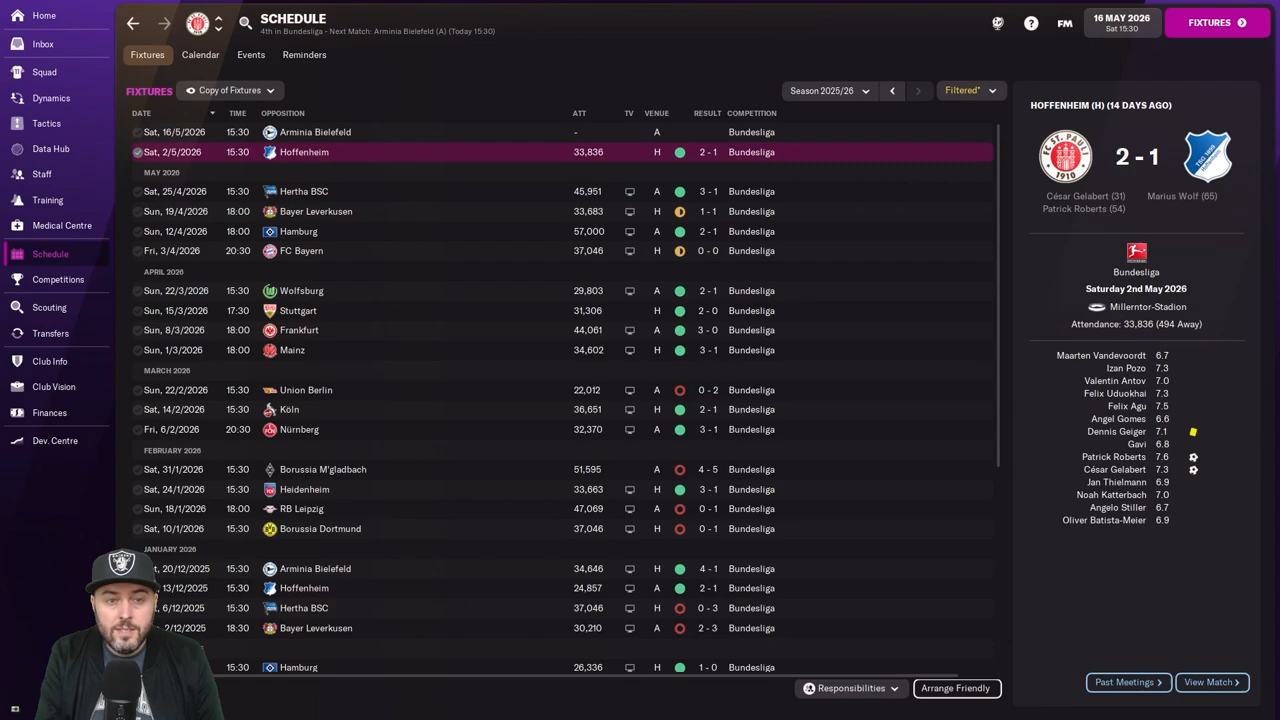 Home
Inbox
Squad
Dynamics
Tactics
Data Hub
Staff
Training
Medical Centre
Schedule
Competitions
Scouting
Transfers
Club Info
Club Vision
Finances
Dev. Centre
SCHEDULE
4th in Bundesliga - Next Match: Arminia Bielefeld (A) (Today 15:30)
FM
16 MAY 2026
Sat 15:30
FIXTURES
Fixtures Calendar Events Reminders
FIXTURES Copy of Fixtures Season 2025/26 Filtered*
DATE TIME OPPOSITION ATT TV VENUE RESULT COMPETITION
Sat, 16/5/2026 15:30 Arminia Bielefeld - A Bundesliga
Sat, 2/5/2026 15:30 Hoffenheim 33,836 H 2 - 1 Bundesliga
MAY 2026
Sat, 25/4/2026 15:30 Hertha BSC 45,951 A 3 - 1 Bundesliga
Sun, 19/4/2026 18:00 Bayer Leverkusen 33,683 H 1 - 1 Bundesliga
Sun, 12/4/2026 18:00 Hamburg 57,000 A 2 - 1 Bundesliga
Fri, 3/4/2026 20:30 FC Bayern 37,046 H 0 - 0 Bundesliga
APRIL 2026
Sun, 22/3/2026 15:30 Wolfsburg 29,803 A 2 - 1 Bundesliga
Sun, 15/3/2026 17:30 Stuttgart 31,306 H 2 - 0 Bundesliga
Sun, 8/3/2026 18:00 Frankfurt 44,061 A 3 - 0 Bundesliga
Sun, 1/3/2026 18:00 Mainz 34,602 H 3 - 1 Bundesliga
MARCH 2026
Sun, 22/2/2026 15:30 Union Berlin 22,012 A 0 - 2 Bundesliga
Sat, 14/2/2026 15:30 Köln 36,651 H 2 - 1 Bundesliga
Fri, 6/2/2026 20:30 Nürnberg 32,370 A 3 - 1 Bundesliga
FEBRUARY 2026
Sat, 31/1/2026 15:30 Borussia M'gladbach 51,595 A 4 - 5 Bundesliga
Sat, 24/1/2026 15:30 Heidenheim 33,663 H 3 - 1 Bundesliga
Sun, 18/1/2026 18:00 RB Leipzig 47,069 A 0 - 1 Bundesliga
Sat, 10/1/2026 15:30 Borussia Dortmund 37,046 H 0 - 1 Bundesliga
JANUARY 2026
20/12/2025 15:30 Arminia Bielefeld 34,646 H 4 - 1 Bundesliga
13/12/2025 15:30 Hoffenheim 24,857 A 2 - 1 Bundesliga
6/12/2025 15:30 Hertha BSC 37,046 H 0 - 3 Bundesliga
2/12/2025 18:30 Bayer Leverkusen 30,210 A 2 - 3 Bundesliga
15:30 Hamburg 26,336 H 1 - 0 Bundesliga
Responsibilities Arrange Friendly
HOFFENHEIM (H) (14 DAYS AGO)
FC ST. PAULI
1910
2 - 1
César Gelabert (31) Marius Wolf (65)
Patrick Roberts (54)
Bundesliga
Saturday 2nd May 2026
Millerntor-Stadion
Attendance: 33,836 (494 Away)
Maarten Vandevoordt 6.7
Izan Pozo 7.3
Valentin Antov 7.0
Felix Uduokhai 7.3
Felix Agu 7.5
Angel Gomes 6.6
Dennis Geiger 7.1
Gavi 6.8
Patrick Roberts 7.6
César Gelabert 7.3
Jan Thielmann 6.9
Noah Katterbach 7.0
Angelo Stiller 6.7
Oliver Batista-Meier 6.9
Past Meetings View Match